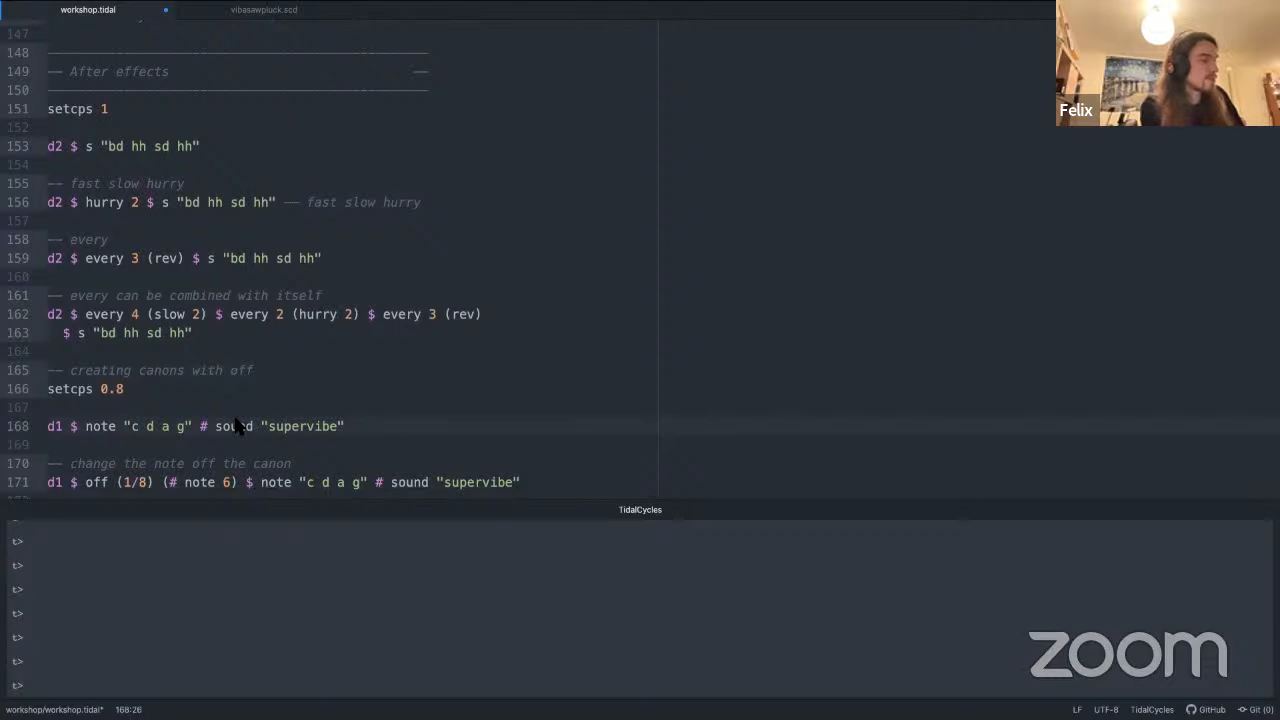 workshop.tidal
vibasawpluck.scd
147
148 ——————————————————————————————
149 -- After effects --
150 ——————————————————————————————
151 setcps 1
152
153 d2 $ s "bd hh sd hh"
154
155 -- fast slow hurry
156 d2 $ hurry 2 $ s "bd hh sd hh" -- fast slow hurry
157
158 -- every
159 d2 $ every 3 (rev) $ s "bd hh sd hh"
160
161 -- every can be combined with itself
162 d2 $ every 4 (slow 2) $ every 2 (hurry 2) $ every 3 (rev)
163 $ s "bd hh sd hh"
164
165 -- creating canons with off
166 setcps 0.8
167
168 d1 $ note "c d a g" # sound "supervibe"
169
170 -- change the note off the canon
171 d1 $ off (1/8) (# note 6) $ note "c d a g" # sound "supervibe"
Felix
TidalCycles
t>
t>
t>
t>
t>
t>
t>
zoom
workshop/workshop.tidal* 168:26
LF UTF-8 TidalCycles GitHub Git (0)